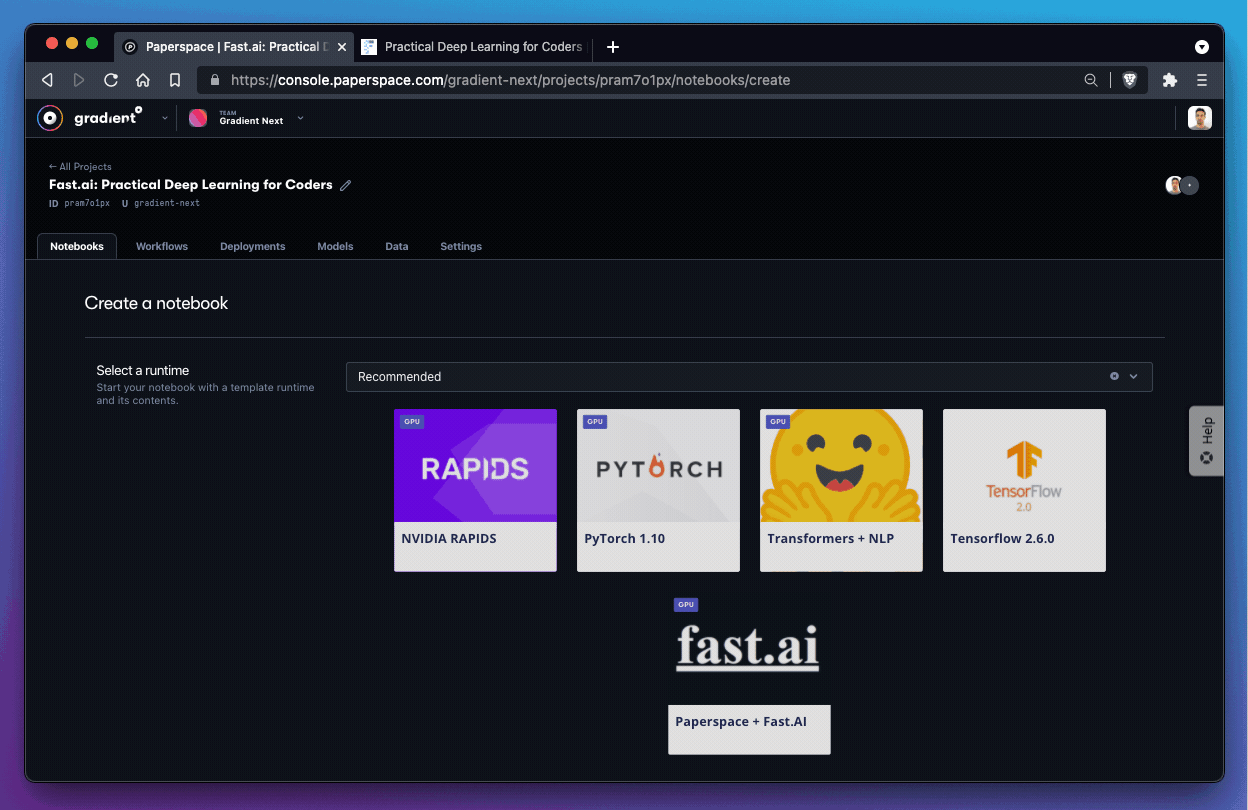 Paperspace | Fast.ai: Practical D
Practical Deep Learning for Coders
https://console.paperspace.com/gradient-next/projects/pram7o1px/notebooks/create
gradient
TEAM
Gradient Next
← All Projects
Fast.ai: Practical Deep Learning for Coders
ID pram7o1px U gradient-next
Notebooks Workflows Deployments Models Data Settings
Create a notebook
Select a runtime
Start your notebook with a template runtime
and its contents.
Recommended
Help
GPU
RAPIDS
NVIDIA RAPIDS
GPU
PYTORCH
PyTorch 1.10
GPU
Transformers + NLP
TensorFlow
2.0
Tensorflow 2.6.0
GPU
fast.ai
Paperspace + Fast.AI